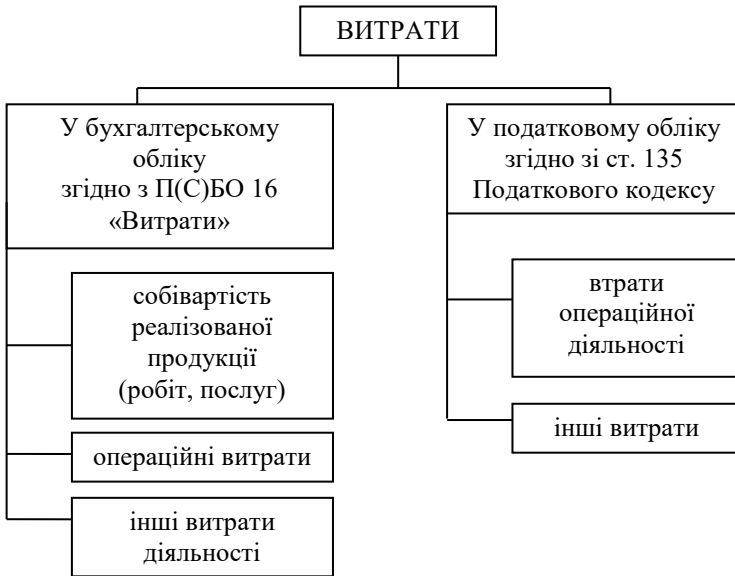 ВИТРАТИ
У бухгалтерському
обліку
згідно з П(С)БО 16
«Витрати»
собівартість
реалізованої
продукції
(робіт, послуг)
операційні витрати
інші витрати
діяльності
У податковому обліку
згідно зі ст. 135
Податкового кодексу
втрати
операційної
діяльності
інші витрати